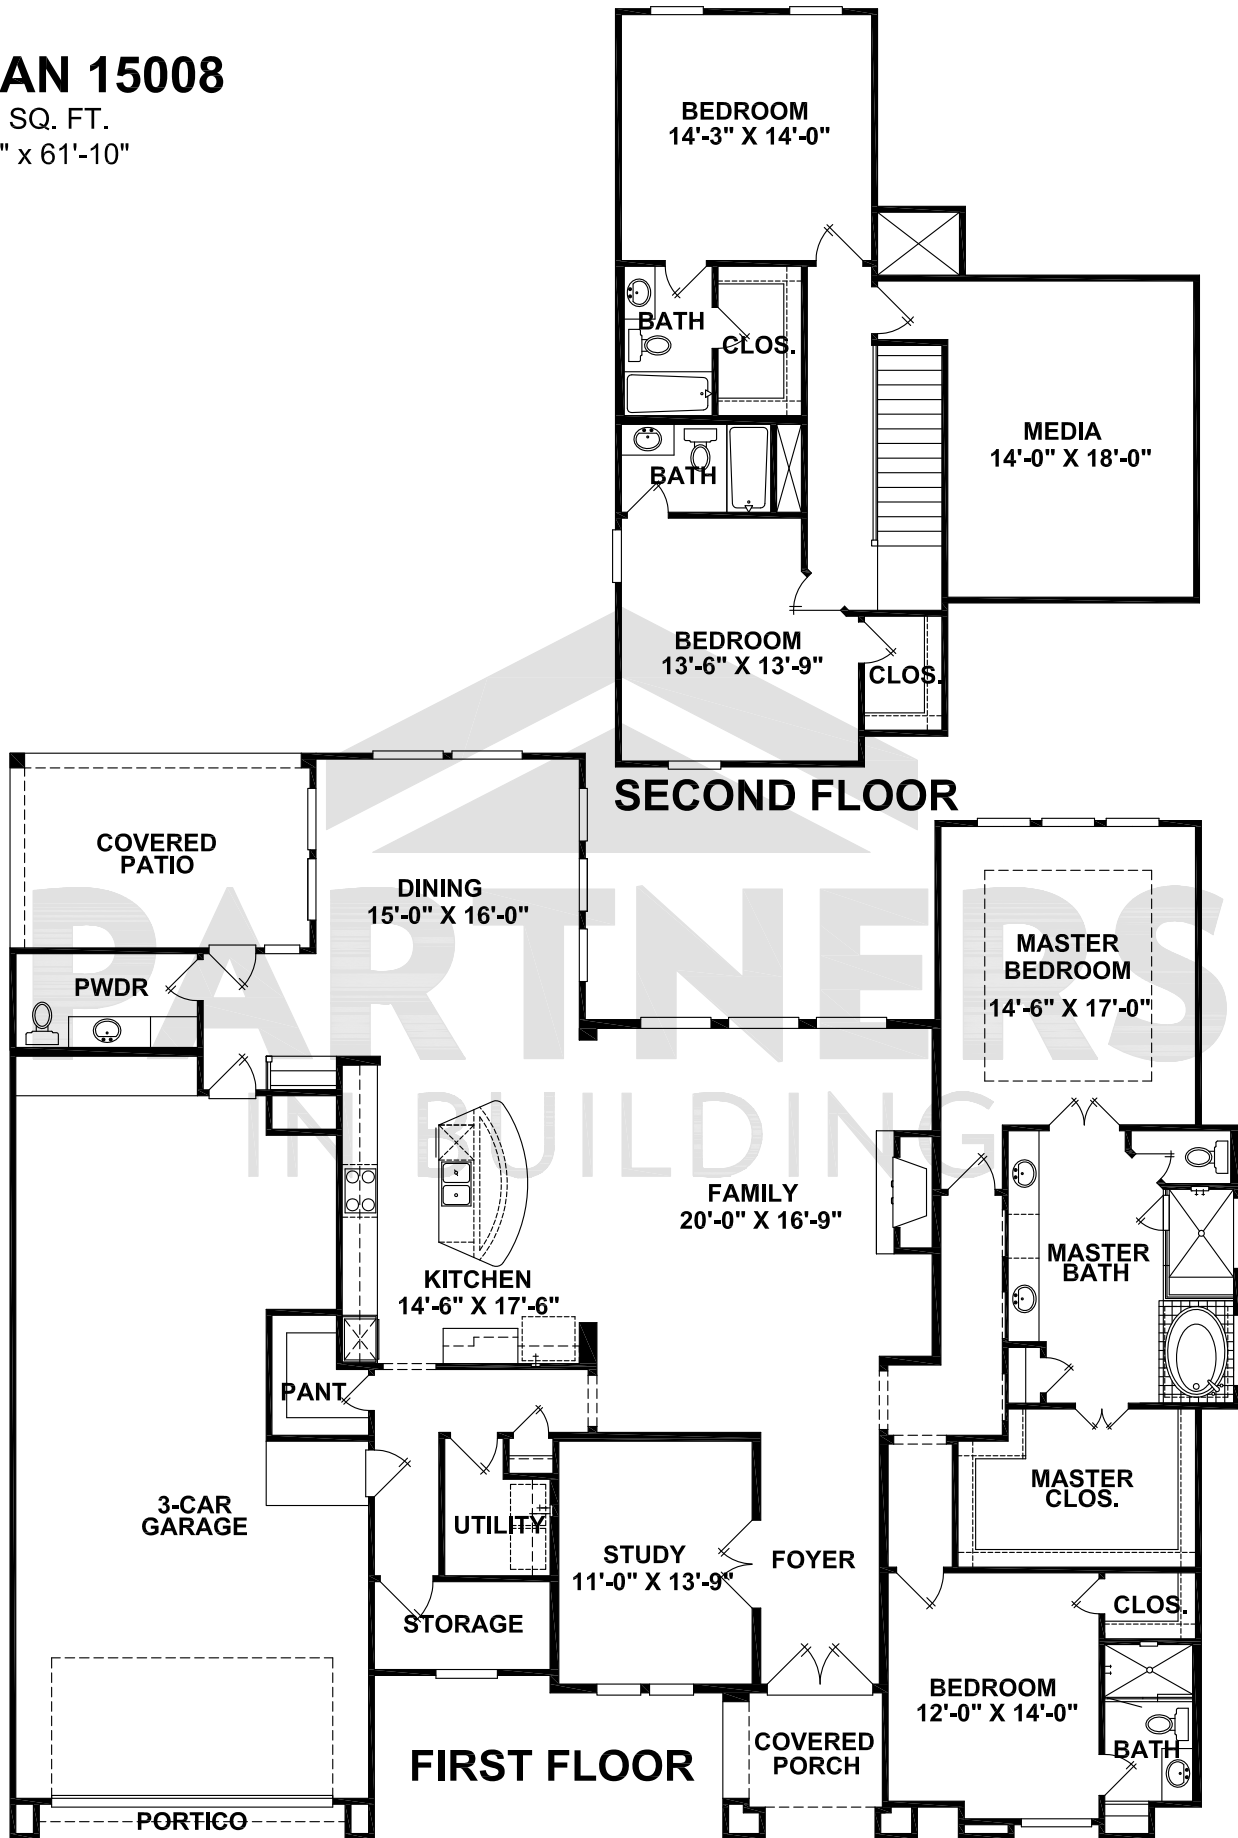 AN 15008
SQ. FT.
" x 61'-10"
BEDROOM
14'-3" X 14'-0"
BATH
CLOS.
MEDIA
14'-0" X 18'-0"
BATH
BEDROOM
13'-6" X 13'-9"
CLOS.
SECOND FLOOR
COVERED
PATIO
DINING
15'-0" X 16'-0"
MASTER
BEDROOM
14'-6" X 17'-0"
PWDR
PARTNERS
IN BUILDING
FAMILY
20'-0" X 16'-9"
KITCHEN
14'-6" X 17'-6"
MASTER
BATH
PANT.
MASTER
CLOS.
3-CAR
GARAGE
UTILITY
STUDY
11'-0" X 13'-9"
FOYER
STORAGE
CLOS.
BEDROOM
12'-0" X 14'-0"
BATH
COVERED
PORCH
FIRST FLOOR
PORTICO